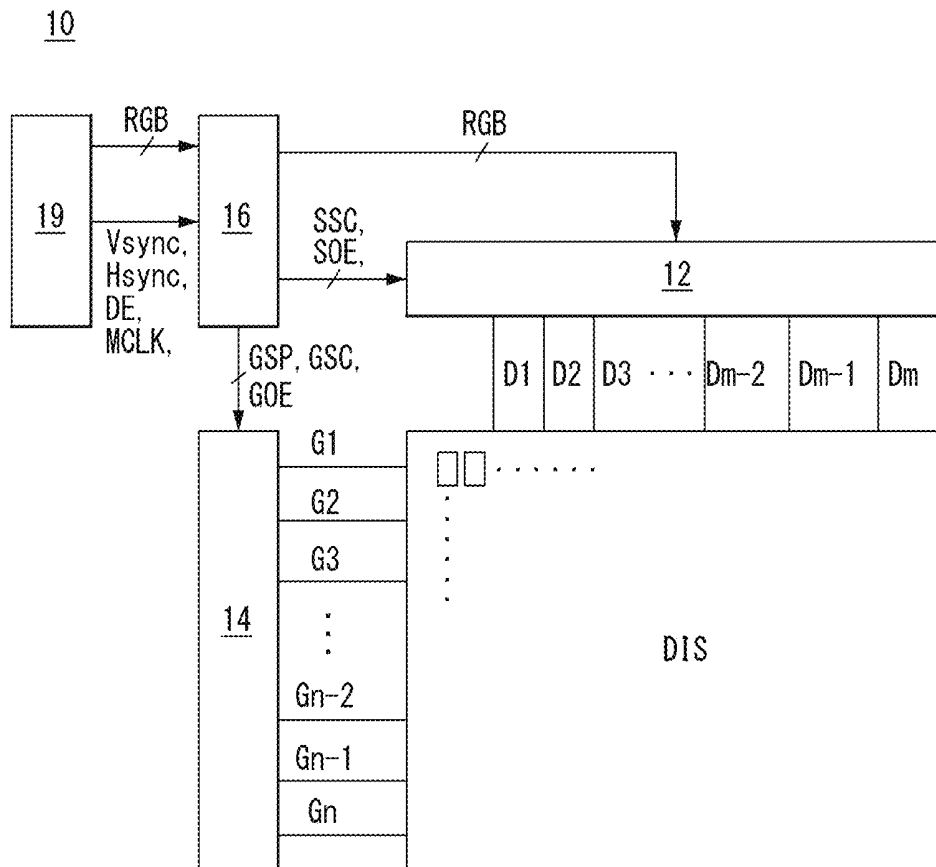 10
RGB
RGB
19
16
Vsync,
Hsync,
DE,
MCLK,
SSC,
SOE,
12
GSP, GSC,
GOE
D1 D2 D3 ··· Dm-2 Dm-1 Dm
G1
G2
G3
14
DIS
Gn-2
Gn-1
Gn